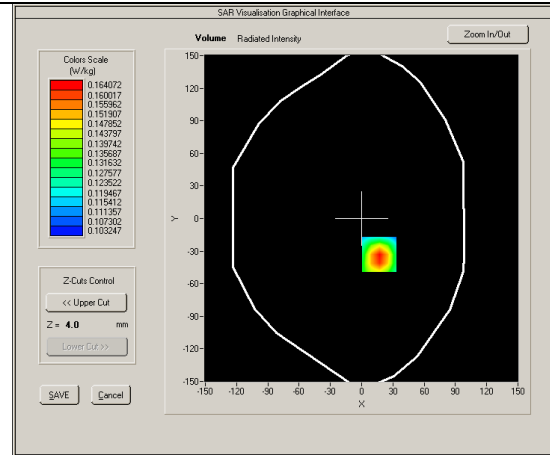 SAR Visualisation Graphical Interface
Volume Radiated Intensity
Zoom In/Out
Colors Scale
(W/kg)
0.164072
0.160017
0.155962
0.151907
0.147852
0.143797
0.139742
0.135687
0.131632
0.127577
0.123522
0.119467
0.115412
0.111357
0.107302
0.103247
Z-Cuts Control
<< Upper Cut
Z = 4.0 mm
Lower Cut >>
SAVE
Cancel
150
120
90
60
30
0
-30
-60
-90
-120
-150
Y
-150 -120 -90 -60 -30 0 30 60 90 120 150
X